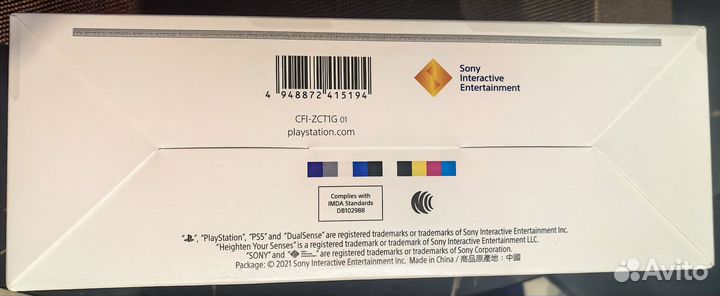 Sony
Interactive
Entertainment
4 948872 415194
CFI-ZCT1G 01
playstation.com
Complies with
IMDA Standards
DB102988
" ", "PlayStation", "PS5" and "DualSense" are registered trademarks or trademarks of Sony Interactive Entertainment Inc.
"Heighten Your Senses" is a registered trademark or trademark of Sony Interactive Entertainment LLC.
"SONY" and " " are registered trademarks or trademarks of Sony Corporation.
Package: © 2021 Sony Interactive Entertainment Inc. Made in China / 商品原產地：中國
Avito